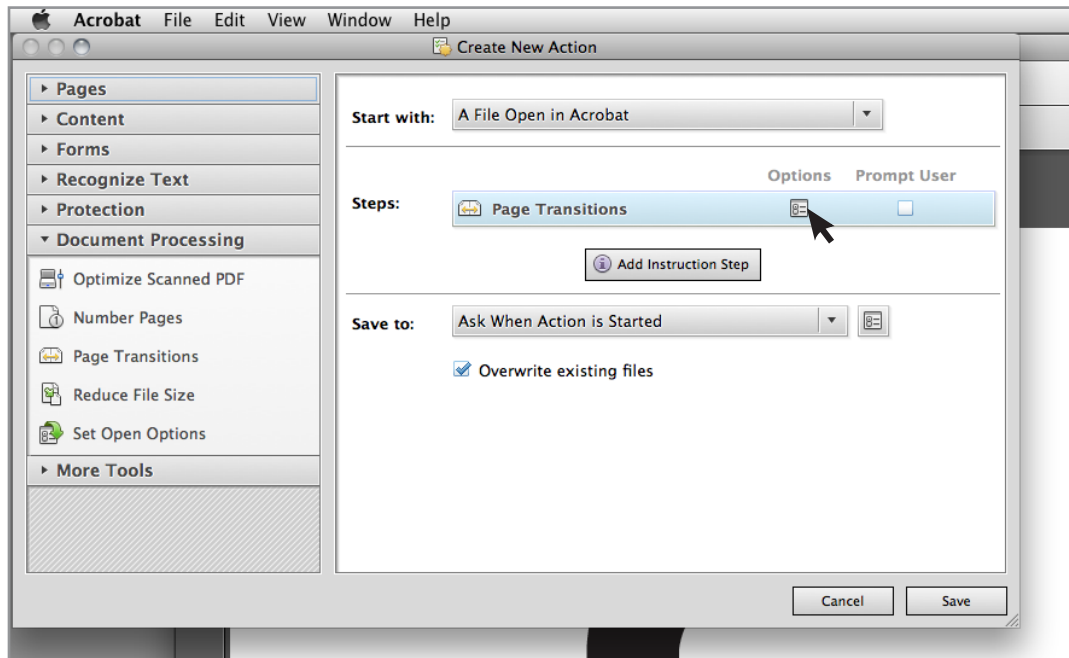 Acrobat File Edit View Window Help
Create New Action
Pages
Content
Forms
Recognize Text
Protection
Document Processing
Optimize Scanned PDF
Number Pages
Page Transitions
Reduce File Size
Set Open Options
More Tools
Start with: A File Open in Acrobat
Options Prompt User
Steps: Page Transitions
Add Instruction Step
Save to: Ask When Action is Started
Overwrite existing files
Cancel Save